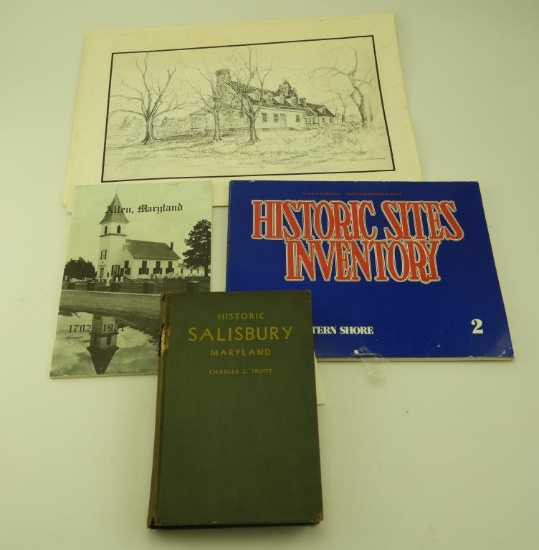 Allen, Maryland
1702
HISTORIC SITES
INVENTORY
TERN SHORE
2
HISTORIC
SALISBURY
MARYLAND
CHARLES J. TRUITT